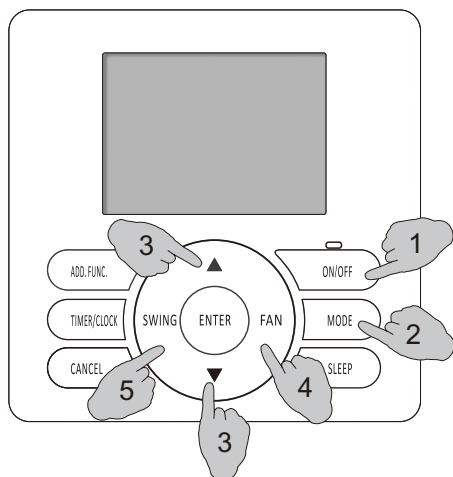 3
1
ADD. FUNC.
ON/OFF
TIMER/CLOCK
SWING
ENTER
FAN
MODE
2
CANCEL
SLEEP
5
4
3